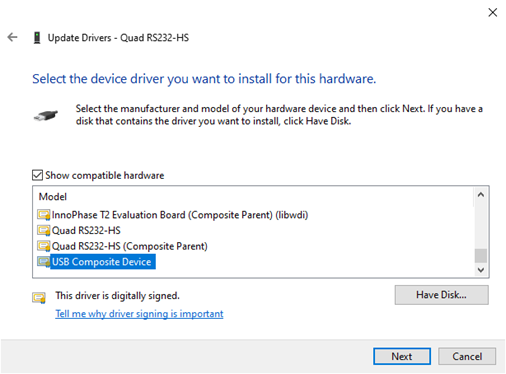 Update Drivers - Quad RS232-HS
Select the device driver you want to install for this hardware.
Select the manufacturer and model of your hardware device and then click Next. If you have a
disk that contains the driver you want to install, click Have Disk...
Show compatible hardware
Model
InnoPhase T2 Evaluation Board (Composite Parent) (libwdi)
Quad RS232-HS
Quad RS232-HS (Composite Parent)
USB Composite Device
This driver is digitally signed.
Have Disk...
Tell me why driver signing is important
Next
Cancel